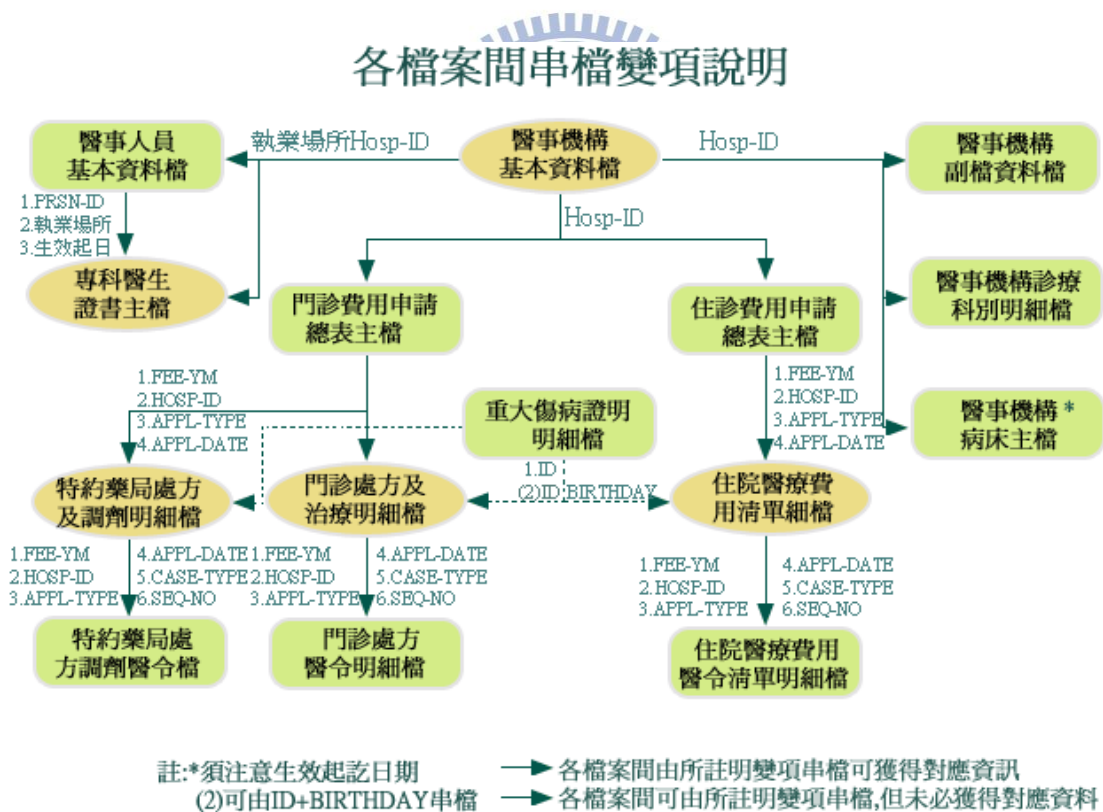 各檔案間串檔變項說明
醫事人員
基本資料檔
執業場所Hosp-ID
醫事機構
基本資料檔
Hosp-ID
醫事機構
副檔資料檔
1.PRSN-ID
2.執業場所
3.生效起日
Hosp-ID
專科醫生
證書主檔
門診費用申請
總表主檔
住診費用申請
總表主檔
醫事機構診療
科別明細檔
1.FEE-YM
2.HOSP-ID
3.APPL-TYPE
4.APPL-DATE
重大傷病證明
明細檔
1.FEE-YM
2.HOSP-ID
3.APPL-TYPE
4.APPL-DATE
醫事機構*
病床主檔
1.ID
(2)ID,BIRTHDAY
特約藥局處方
及調劑明細檔
門診處方及
治療明細檔
住院醫療費
用清單細檔
1.FEE-YM
2.HOSP-ID
3.APPL-TYPE
4.APPL-DATE
5.CASE-TYPE
6.SEQ-NO
1.FEE-YM
2.HOSP-ID
3.APPL-TYPE
4.APPL-DATE
5.CASE-TYPE
6.SEQ-NO
1.FEE-YM
2.HOSP-ID
3.APPL-TYPE
4.APPL-DATE
5.CASE-TYPE
6.SEQ-NO
特約藥局處
方調劑醫令檔
門診處方
醫令明細檔
住院醫療費用
醫令清單明細檔
註:*須注意生效起訖日期
各檔案間由所註明變項串檔可獲得對應資訊
(2)可由ID+BIRTHDAY串檔
各檔案間可由所註明變項串檔,但未必獲得對應資料